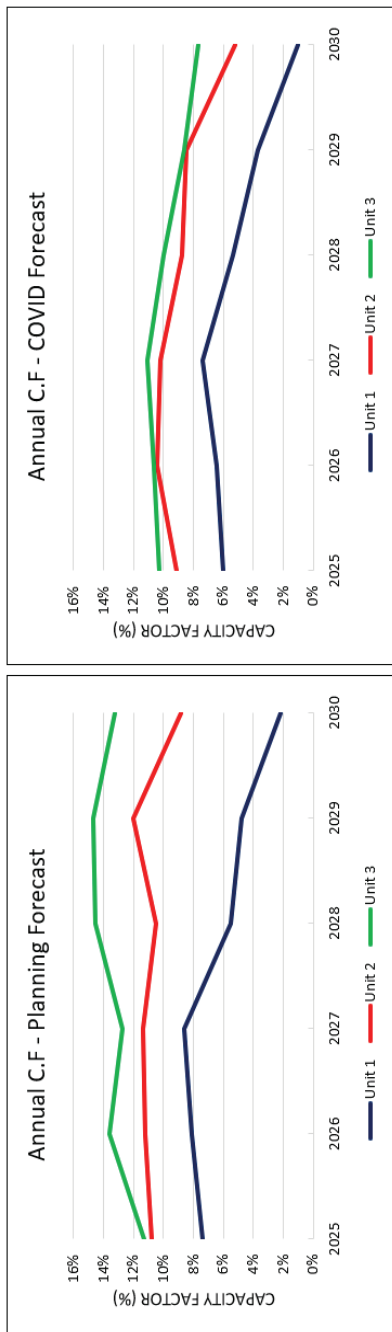 Annual C.F - Planning Forecast
CAPACITY FACTOR (%)
16%
14%
12%
10%
8%
6%
4%
2%
0%
2025 2026 2027 2028 2029 2030
Unit 1 Unit 2 Unit 3
Annual C.F - COVID Forecast
CAPACITY FACTOR (%)
16%
14%
12%
10%
8%
6%
4%
2%
0%
2025 2026 2027 2028 2029 2030
Unit 1 Unit 2 Unit 3